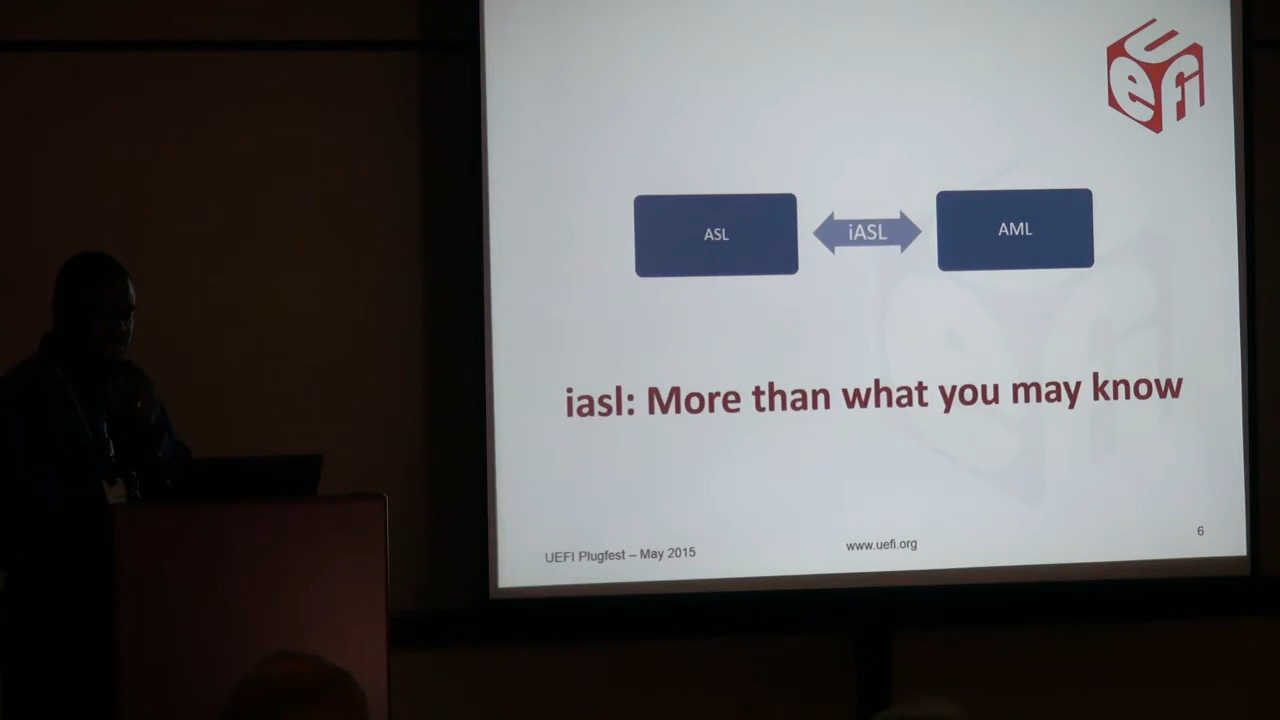 uefi
ASL
iASL
AML
iasl: More than what you may know
UEFI Plugfest – May 2015
www.uefi.org
6